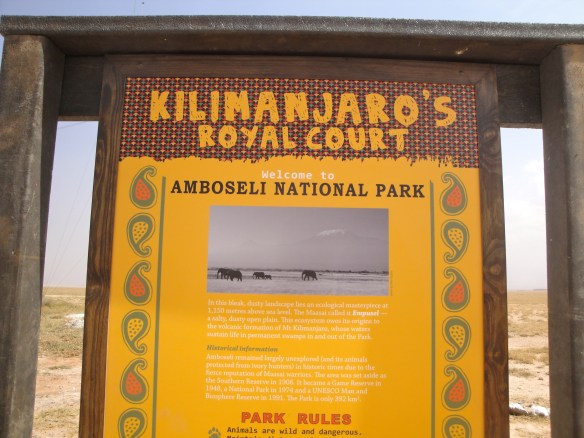 KILIMANJARO'S
ROYAL COURT
Welcome to
AMBOSELI NATIONAL PARK
In this bleak, dusty landscape lies an ecological masterpiece at
1,150 metres above sea level. The Maasai called it Empusel —
a salty, dusty open plain. This ecosystem owes its origins to
the volcanic formation of Mt Kilimanjaro, whose waters
sustain life in permanent swamps in and out of the Park.
Historical information
Amboseli remained largely unexplored (and its animals
protected from ivory hunters) in historic times due to the
fierce reputation of Maasai warriors. The area was set aside as
the Southern Reserve in 1906. It became a Game Reserve in
1948, a National Park in 1974 and a UNESCO Man and
Biosphere Reserve in 1991. The Park is only 392 km²
PARK RULES
Animals are wild and dangerous.